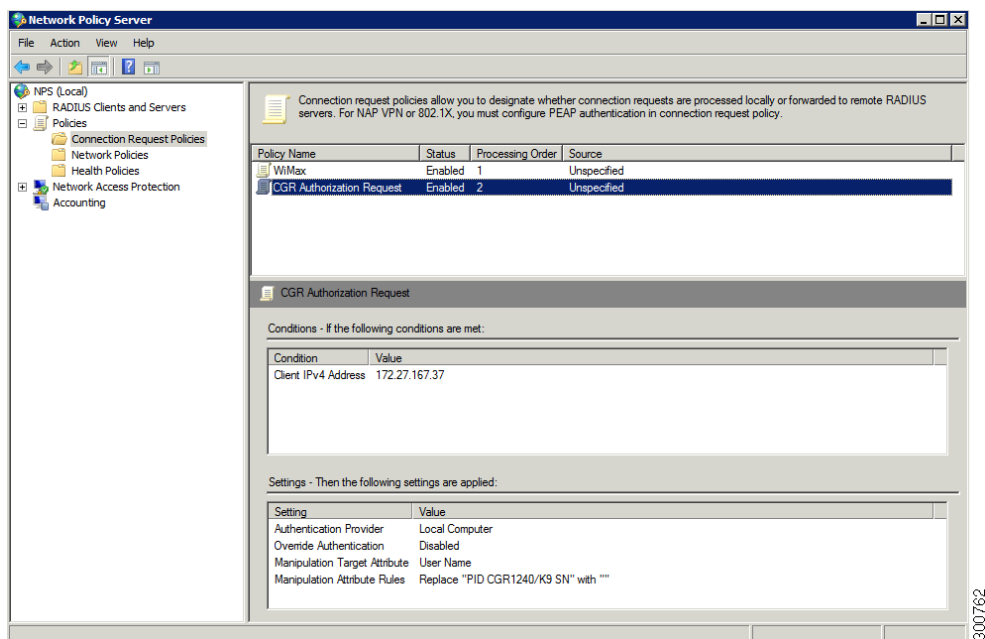 Network Policy Server
File Action View Help
NPS (Local)
RADIUS Clients and Servers
Policies
Connection Request Policies
Network Policies
Health Policies
Network Access Protection
Accounting
Connection request policies allow you to designate whether connection requests are processed locally or forwarded to remote RADIUS
servers. For NAP VPN or 802.1X, you must configure PEAP authentication in connection request policy.
Policy Name Status Processing Order Source
WiMax Enabled 1 Unspecified
CGR Authorization Request Enabled 2 Unspecified
CGR Authorization Request
Conditions - If the following conditions are met:
Condition Value
Client IPv4 Address 172.27.167.37
Settings - Then the following settings are applied:
Setting Value
Authentication Provider Local Computer
Override Authentication Disabled
Manipulation Target Attribute User Name
Manipulation Attribute Rules Replace "PID CGR1240/K9 SN" with ""
300762